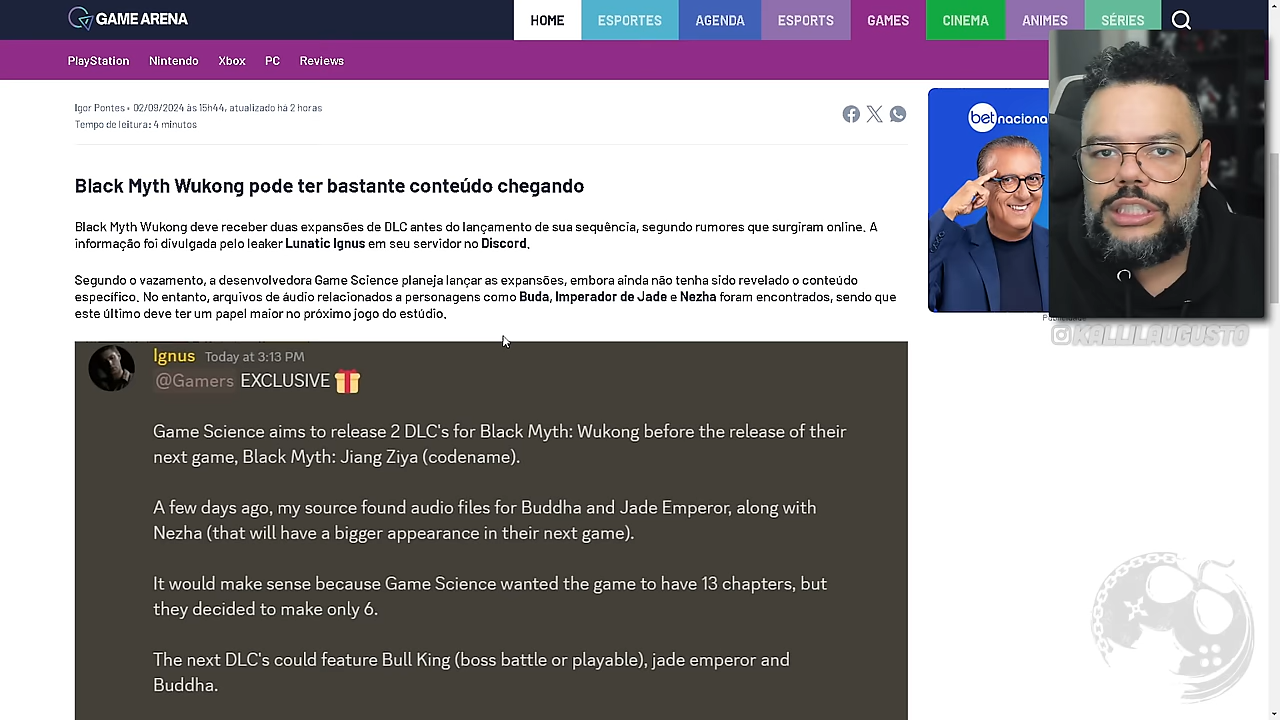 GAME ARENA
HOME ESPORTES AGENDA ESPORTS GAMES CINEMA ANIMES SÉRIES
PlayStation Nintendo Xbox PC Reviews
Igor Pontes • 02/09/2024 às 15h44, atualizado há 2 horas
Tempo de leitura: 4 minutos
betnacional
Black Myth Wukong pode ter bastante conteúdo chegando
Black Myth Wukong deve receber duas expansões de DLC antes do lançamento de sua sequência, segundo rumores que surgiram online. A
informação foi divulgada pelo leaker Lunatic Ignus em seu servidor no Discord.
Segundo o vazamento, a desenvolvedora Game Science planeja lançar as expansões, embora ainda não tenha sido revelado o conteúdo
específico. No entanto, arquivos de áudio relacionados a personagens como Buda, Imperador de Jade e Nezha foram encontrados, sendo que
este último deve ter um papel maior no próximo jogo do estúdio.
Publicidade
@KALLILAUGUSTO
Ignus Today at 3:13 PM
@Gamers EXCLUSIVE
Game Science aims to release 2 DLC's for Black Myth: Wukong before the release of their
next game, Black Myth: Jiang Ziya (codename).
A few days ago, my source found audio files for Buddha and Jade Emperor, along with
Nezha (that will have a bigger appearance in their next game).
It would make sense because Game Science wanted the game to have 13 chapters, but
they decided to make only 6.
The next DLC's could feature Bull King (boss battle or playable), jade emperor and
Buddha.